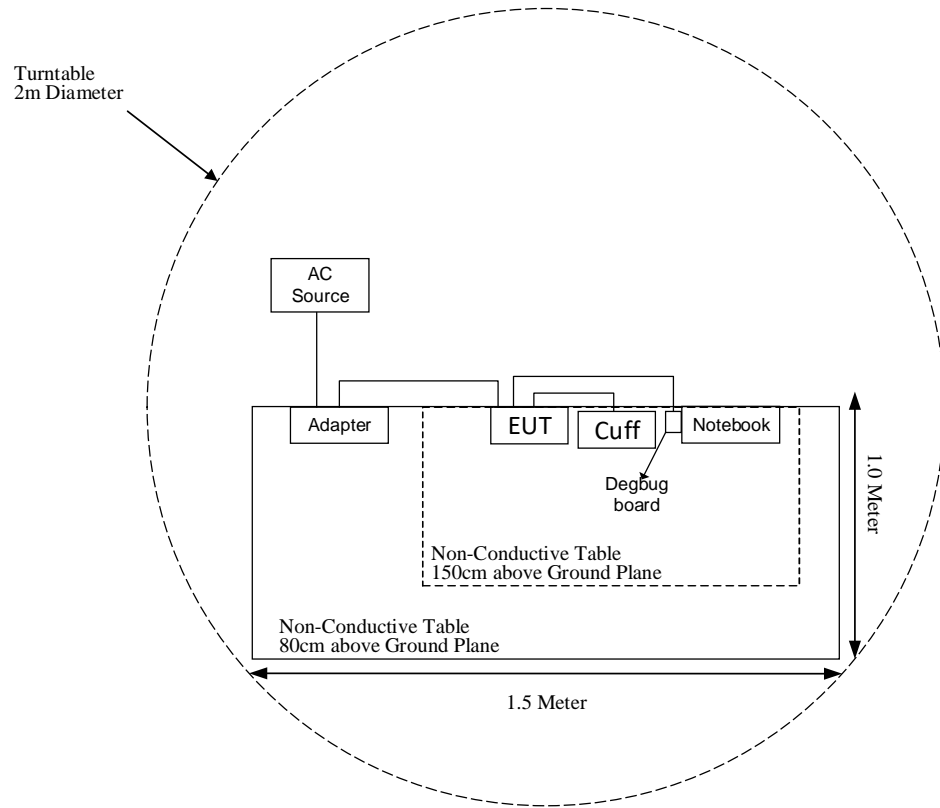 Turntable
2m Diameter
AC
Source
Adapter
EUT
Cuff
Notebook
Degbug
board
1.0 Meter
Non-Conductive Table
150cm above Ground Plane
Non-Conductive Table
80cm above Ground Plane
1.5 Meter